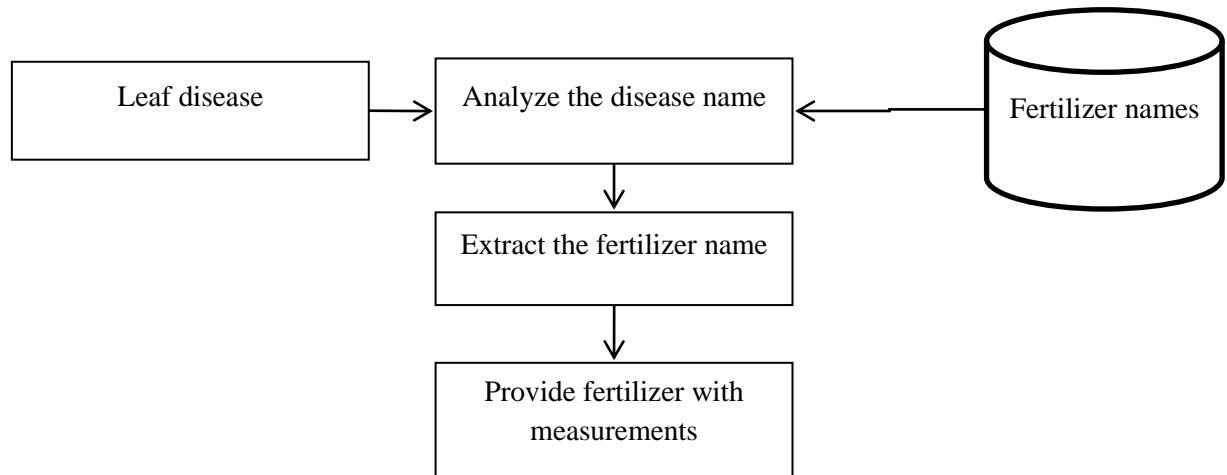 Leaf disease
Analyze the disease name
Fertilizer names
Extract the fertilizer name
Provide fertilizer with
measurements